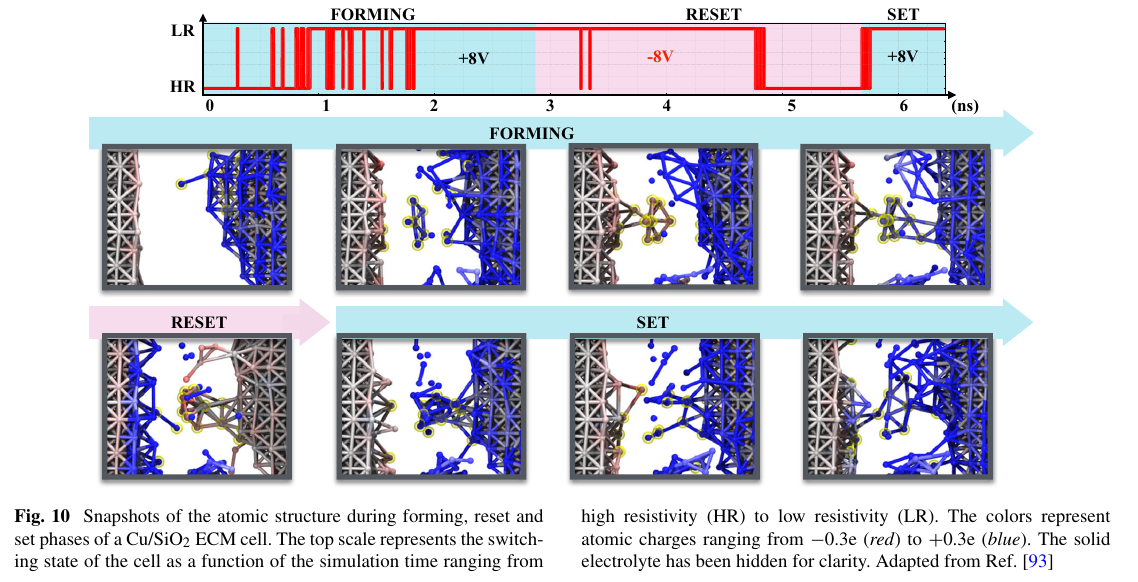 FORMING RESET SET
LR
+8V -8V +8V
HR
0 1 2 3 4 5 6 (ns)
FORMING
RESET SET
Fig. 10 Snapshots of the atomic structure during forming, reset and
set phases of a Cu/SiO2 ECM cell. The top scale represents the switch-
ing state of the cell as a function of the simulation time ranging from
high resistivity (HR) to low resistivity (LR). The colors represent
atomic charges ranging from −0.3e (red) to +0.3e (blue). The solid
electrolyte has been hidden for clarity. Adapted from Ref. [93]